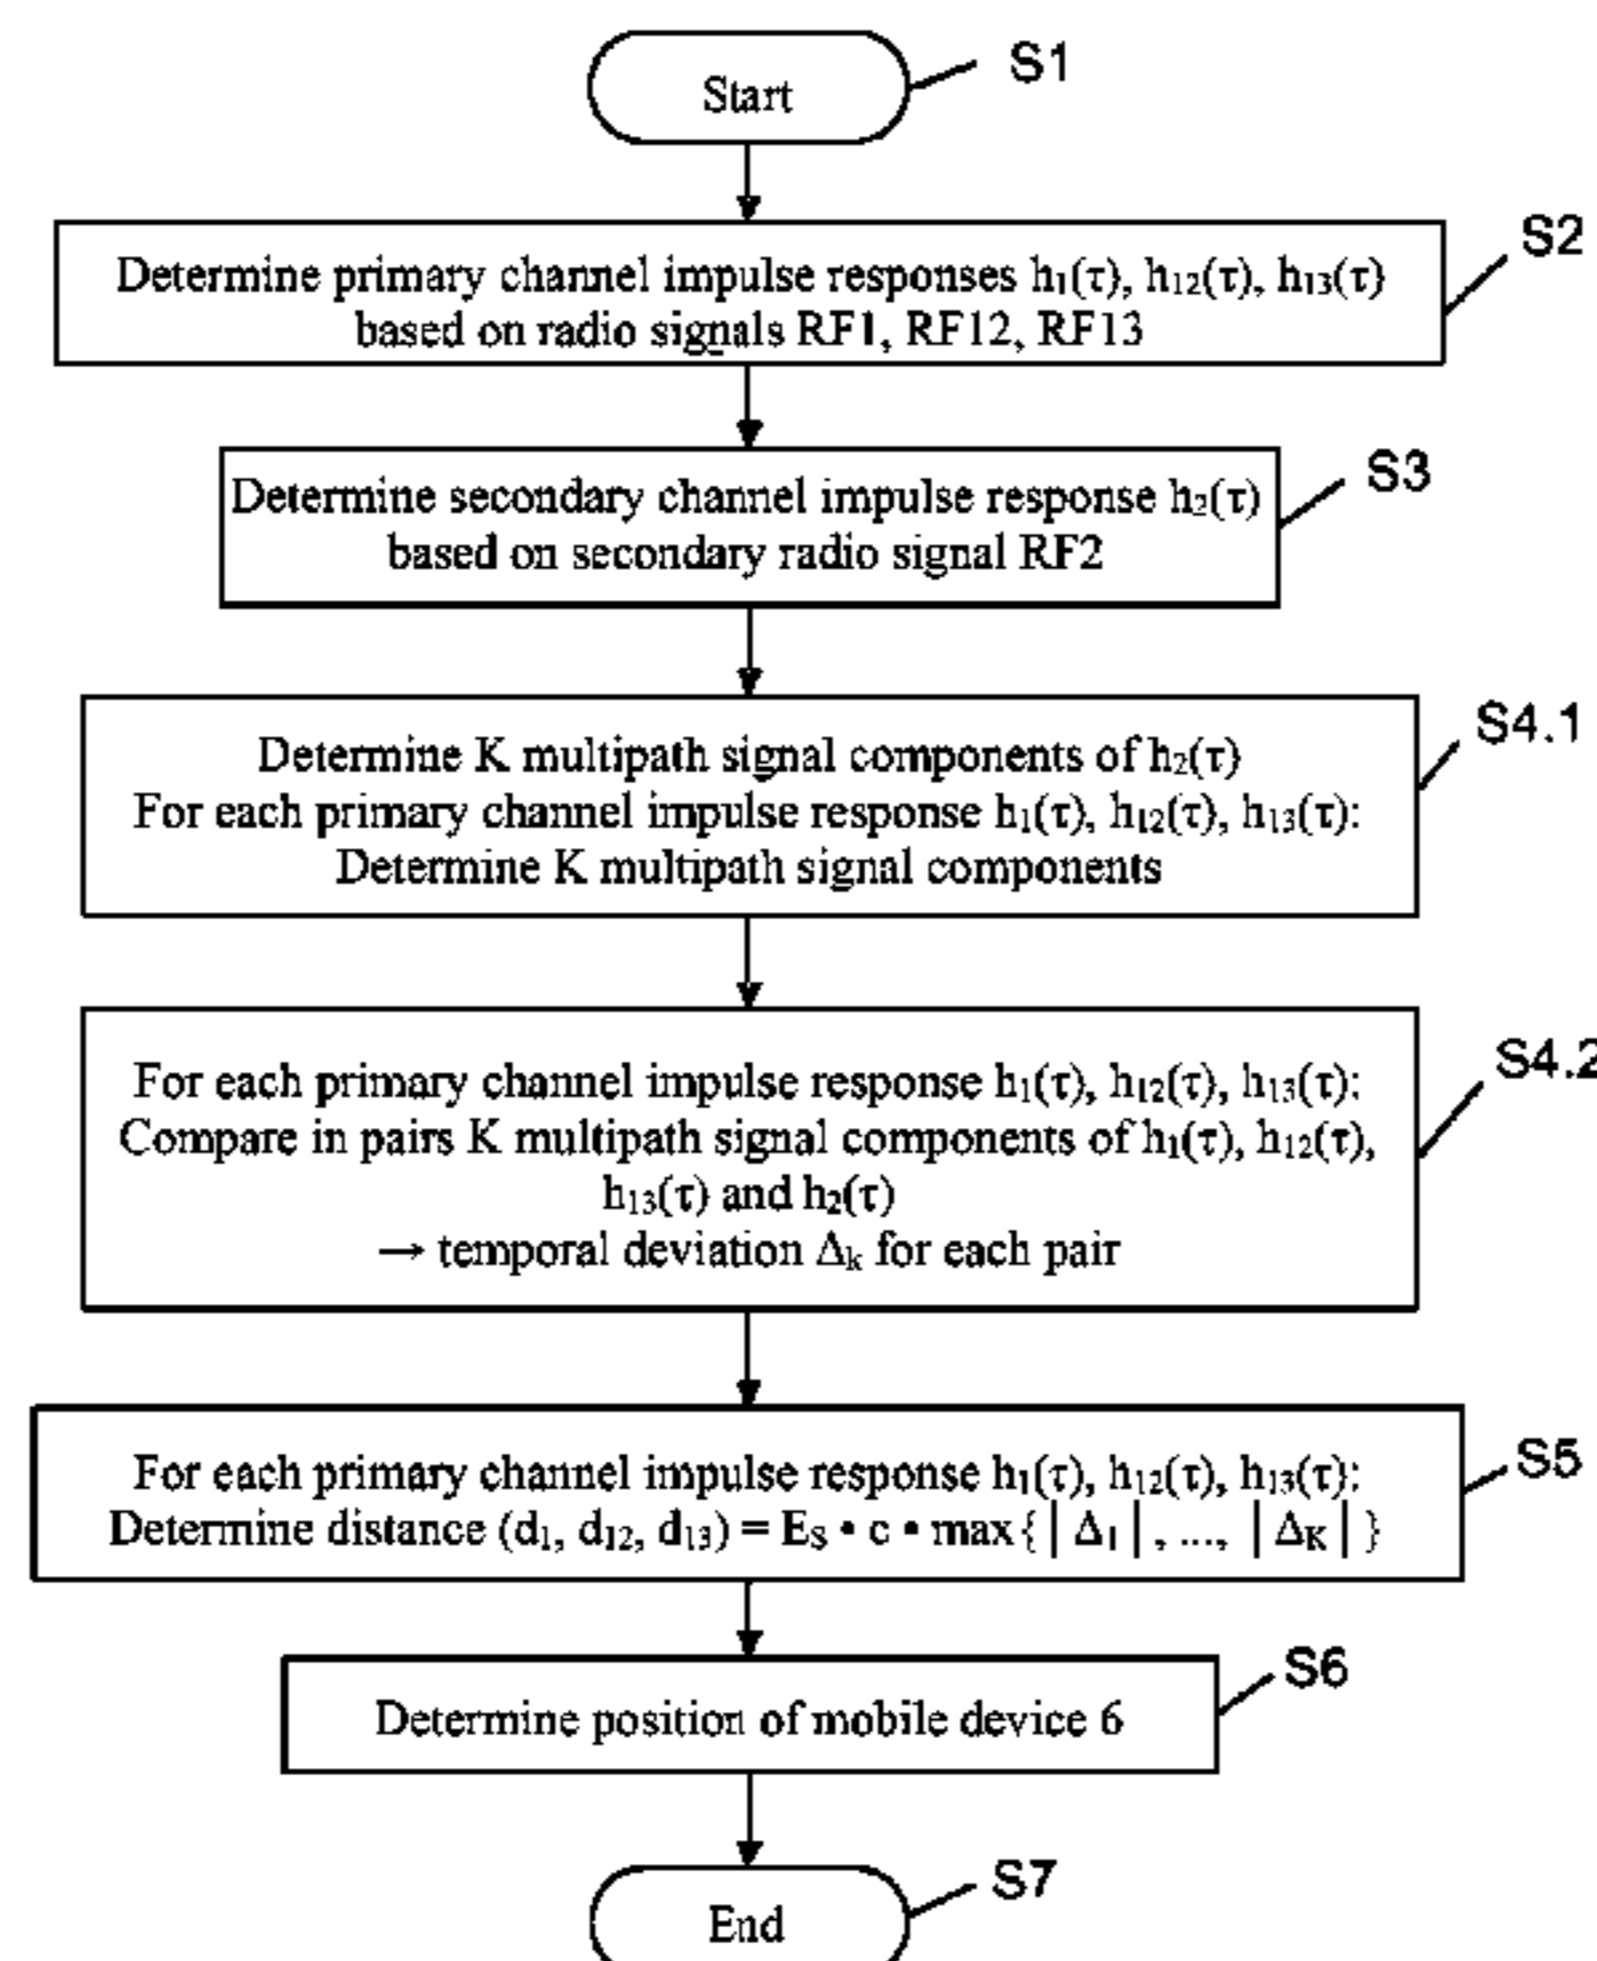 Start
S1
Determine primary channel impulse responses h₁(τ), h₁₂(τ), h₁₃(τ)
based on radio signals RF1, RF12, RF13
S2
Determine secondary channel impulse response h₂(τ)
based on secondary radio signal RF2
S3
Determine K multipath signal components of h₂(τ)
For each primary channel impulse response h₁(τ), h₁₂(τ), h₁₃(τ):
Determine K multipath signal components
S4.1
For each primary channel impulse response h₁(τ), h₁₂(τ), h₁₃(τ):
Compare in pairs K multipath signal components of h₁(τ), h₁₂(τ),
h₁₃(τ) and h₂(τ)
→ temporal deviation Δₖ for each pair
S4.2
For each primary channel impulse response h₁(τ), h₁₂(τ), h₁₃(τ):
Determine distance (d₁, d₁₂, d₁₃) = E_S • c • max{|Δ₁|, ..., |Δ_K|}
S5
Determine position of mobile device 6
S6
End
S7